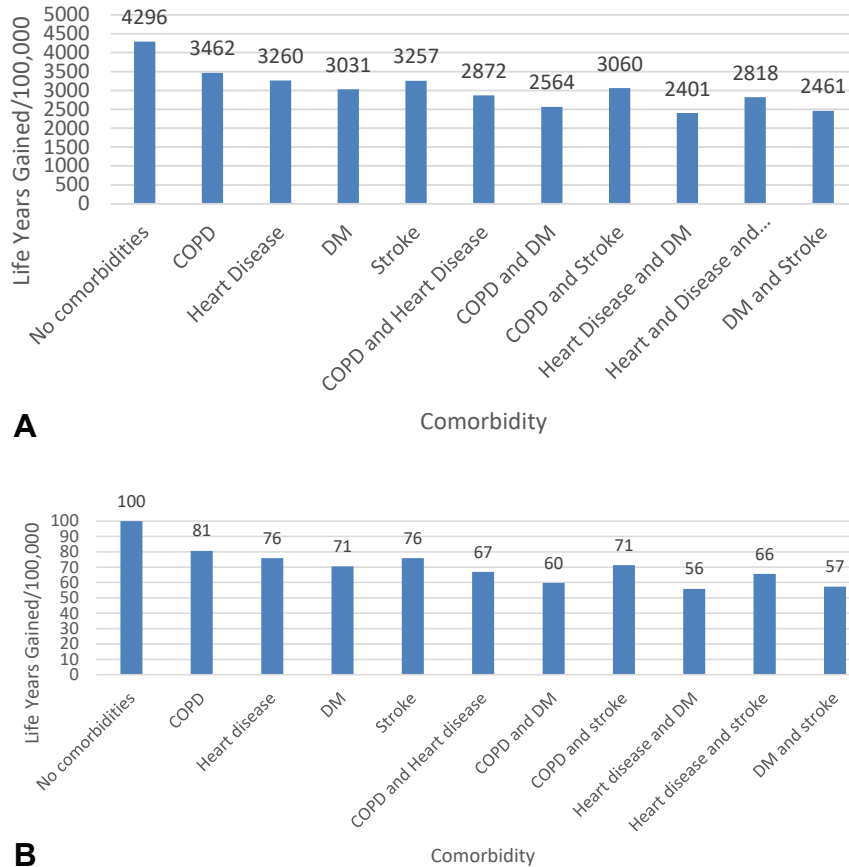 Life Years Gained/100,000
5000
4500
4000
3500
3000
2500
2000
1500
1000
500
0
4296
3462
3260
3031
3257
2872
2564
3060
2401
2818
2461
No comorbidities
COPD
Heart Disease
DM
Stroke
COPD and Heart Disease
COPD and DM
COPD and Stroke
Heart Disease and DM
Heart and Disease and...
DM and Stroke
Comorbidity
A
Life Years Gained/100,000
100
90
80
70
60
50
40
30
20
10
0
100
81
76
71
76
67
60
71
56
66
57
No comorbidities
COPD
Heart disease
DM
Stroke
COPD and Heart disease
COPD and DM
COPD and stroke
Heart disease and DM
Heart disease and stroke
DM and stroke
Comorbidity
B